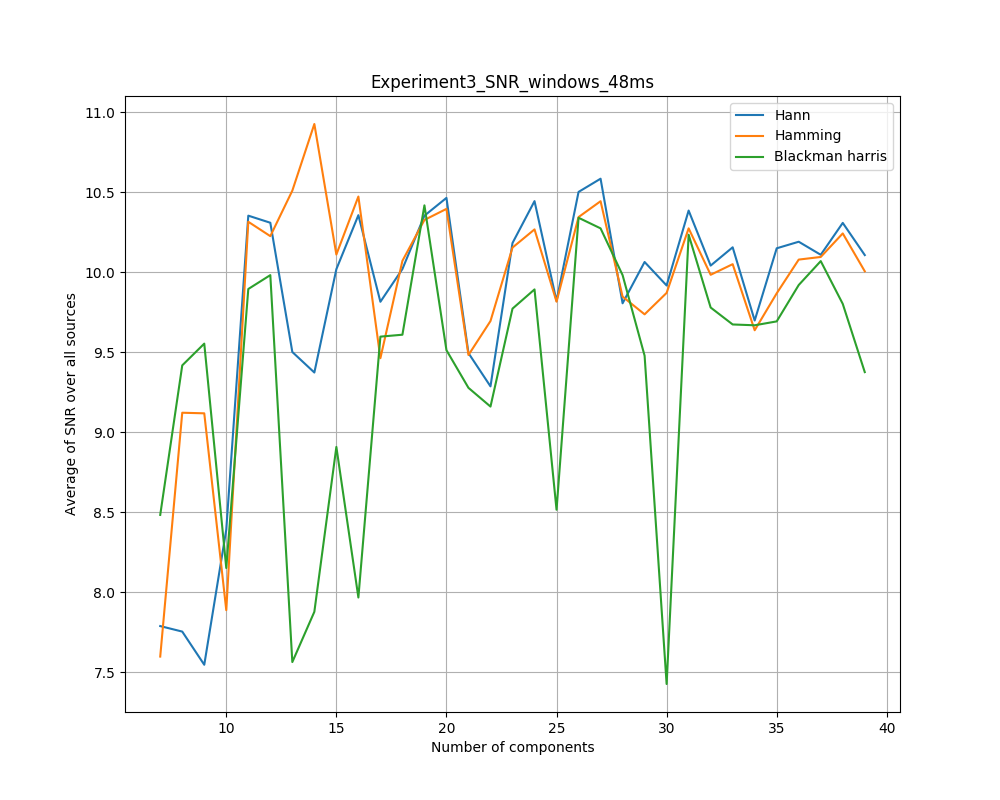 Experiment3_SNR_windows_48ms
Hann
Hamming
Blackman harris
Average of SNR over all sources
11.0
10.5
10.0
9.5
9.0
8.5
8.0
7.5
10 15 20 25 30 35 40
Number of components